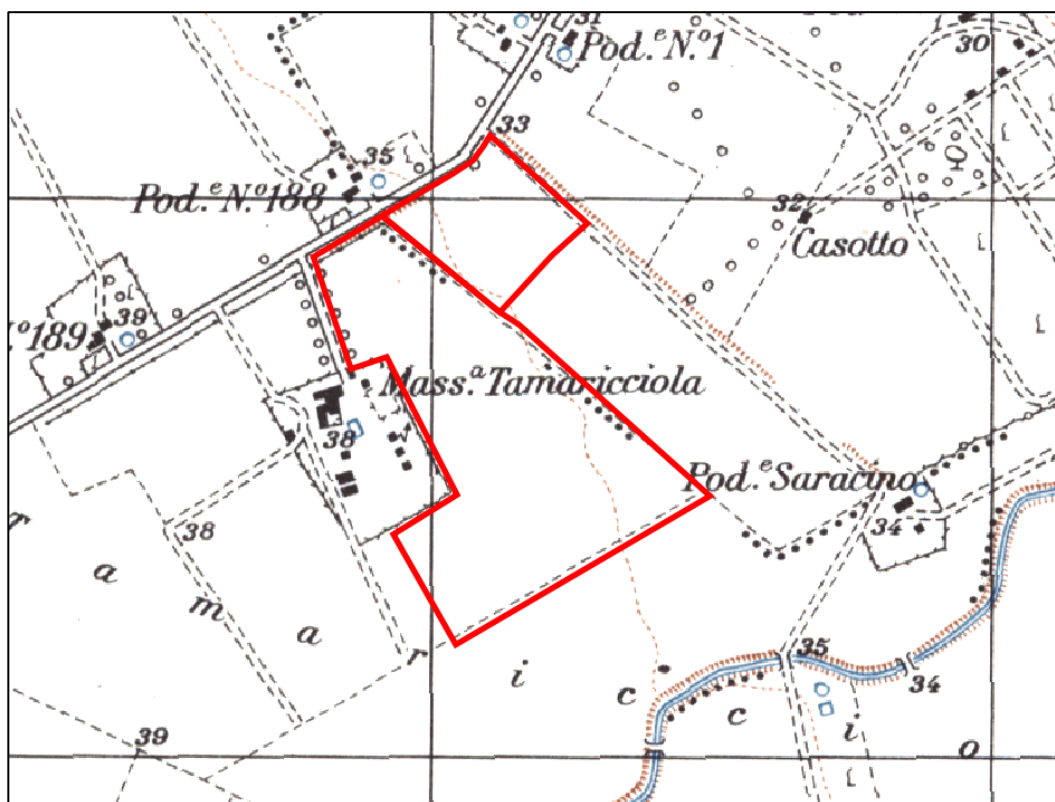 31
Pod.e N.o 1
30
33
35
Pod.e N.o 188
32
Casotto
39
N.o 189
Mass.a Tamaricciola
38
Pod.e Saracino
34
38
r
a
m
a
r
i
c
c
i
o
35
34
39